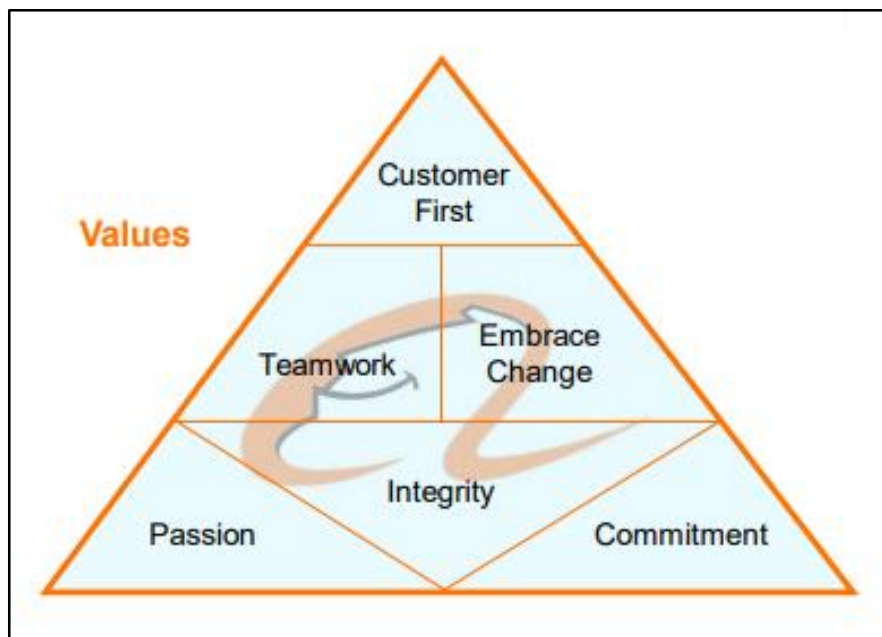 Customer
First
Values
Teamwork
Embrace
Change
Integrity
Passion
Commitment